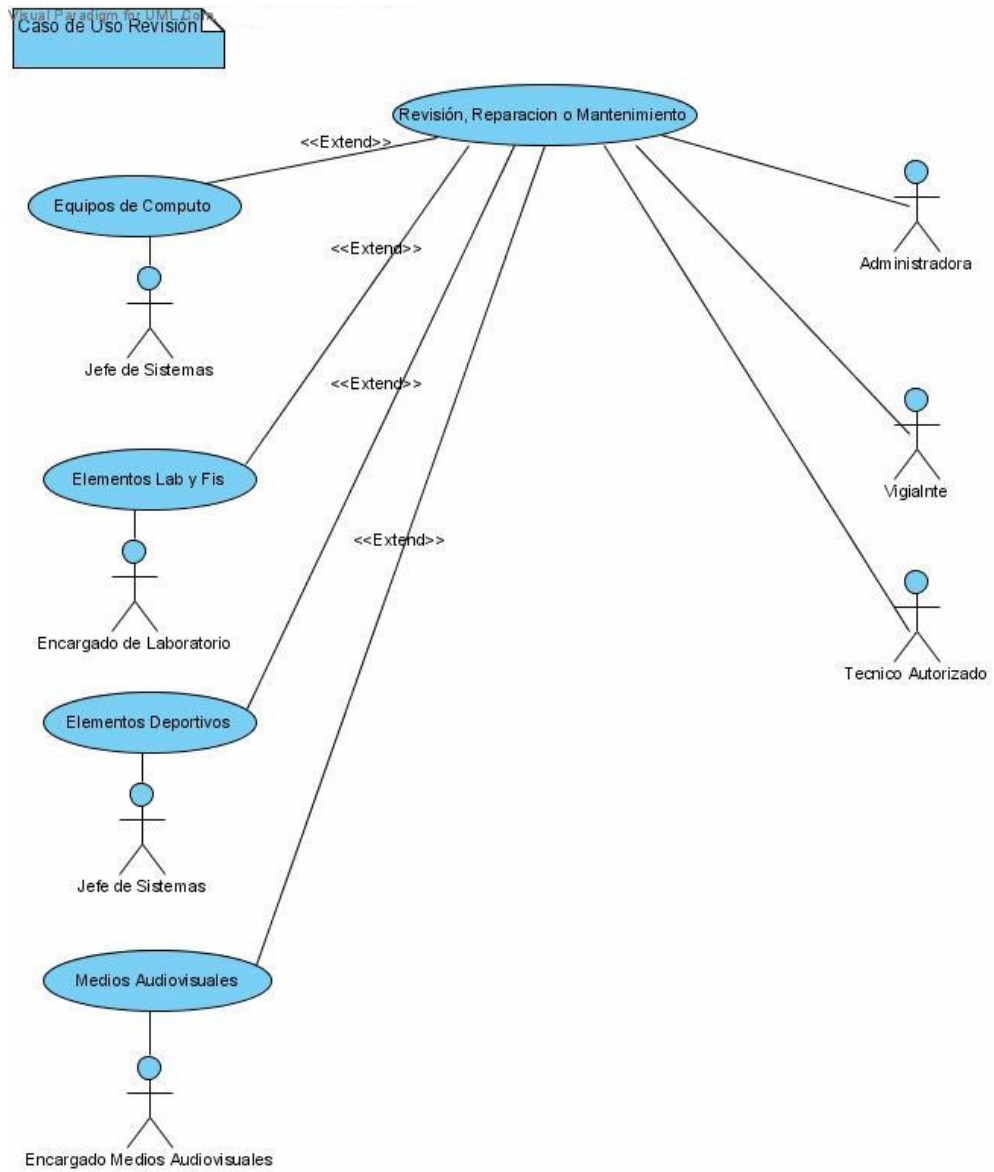 Visual Paradigm for UML Com
Caso de Uso Revisión
Revisión, Reparacion o Mantenimiento
<<Extend>>
Equipos de Computo
Administradora
<<Extend>>
Jefe de Sistemas
<<Extend>>
Elementos Lab y Fis
Vigialnte
<<Extend>>
Encargado de Laboratorio
Tecnico Autorizado
Elementos Deportivos
Jefe de Sistemas
Medios Audiovisuales
Encargado Medios Audiovisuales